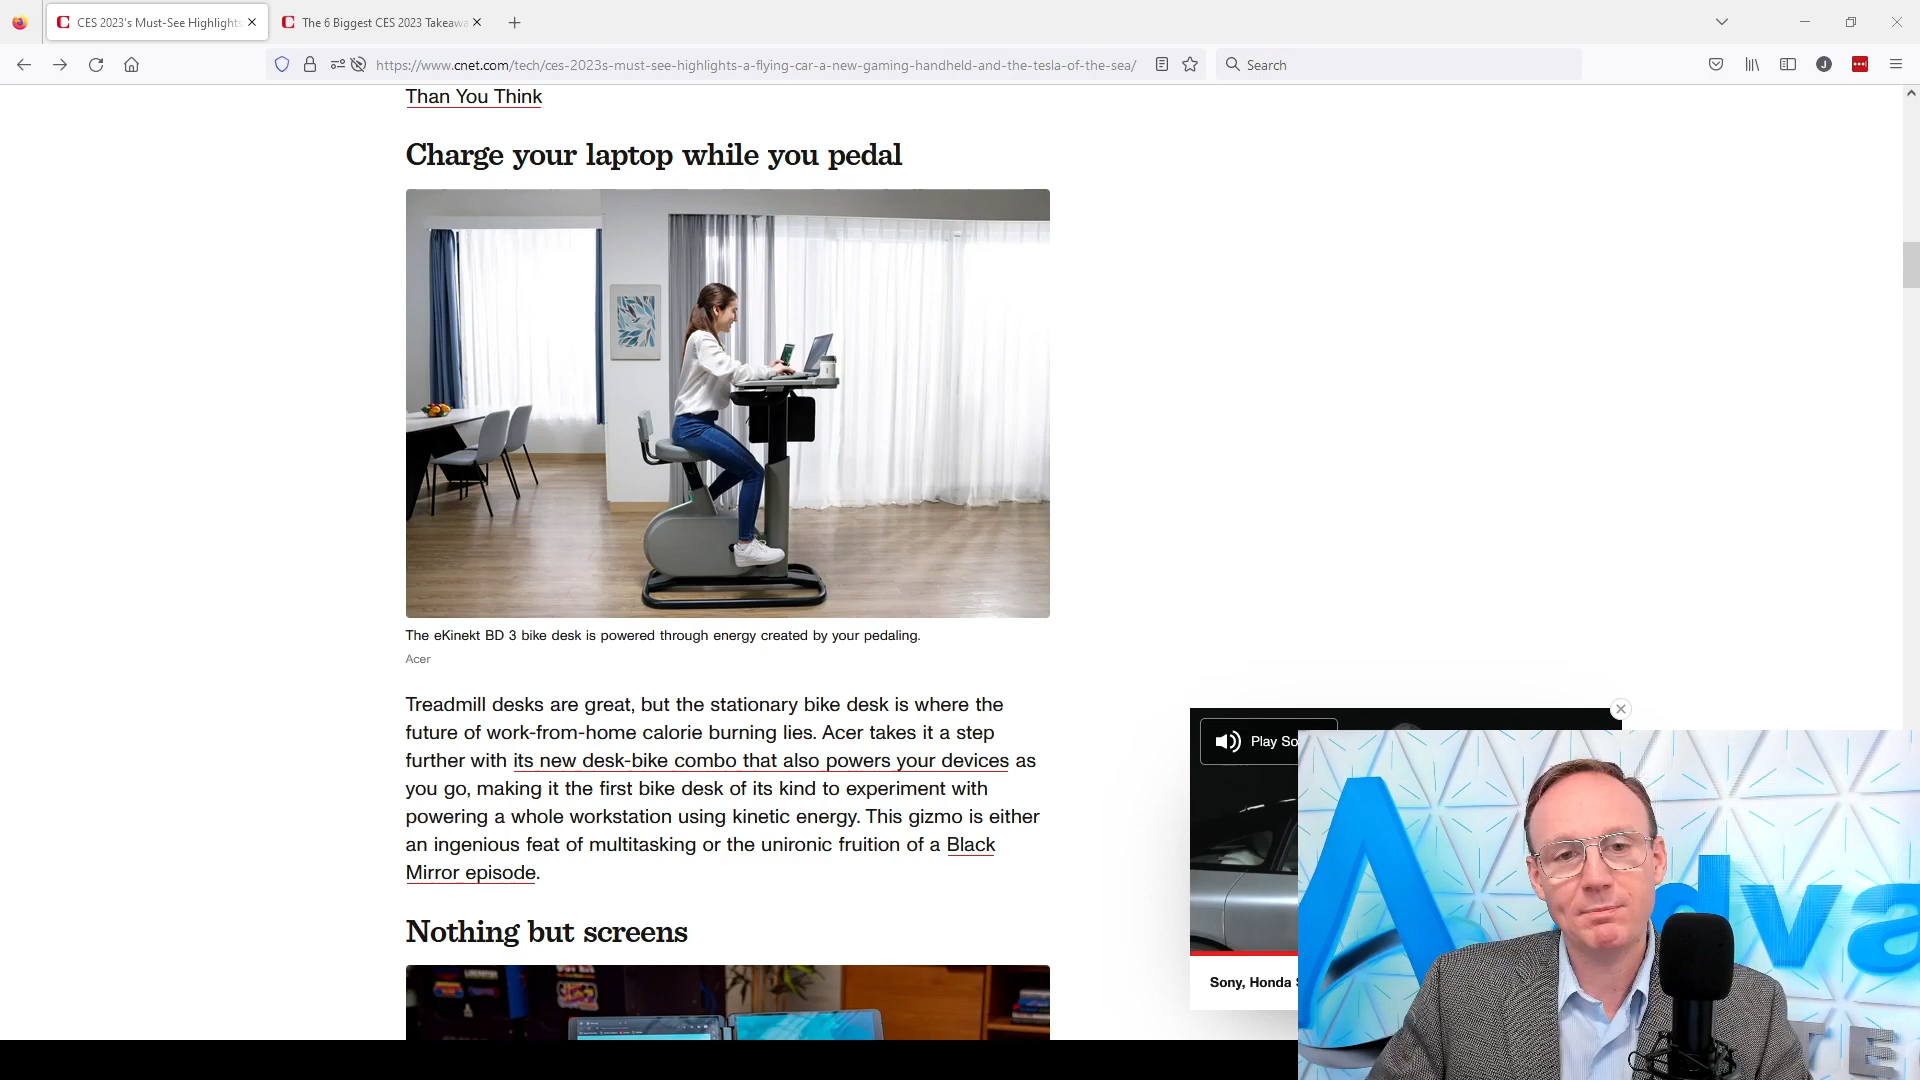 CES 2023's Must-See Highlights
The 6 Biggest CES 2023 Takeawa
https://www.cnet.com/tech/ces-2023s-must-see-highlights-a-flying-car-a-new-gaming-handheld-and-the-tesla-of-the-sea/
Search
J
Than You Think
Charge your laptop while you pedal
The eKinekt BD 3 bike desk is powered through energy created by your pedaling.
Acer
Treadmill desks are great, but the stationary bike desk is where the
future of work-from-home calorie burning lies. Acer takes it a step
further with its new desk-bike combo that also powers your devices as
you go, making it the first bike desk of its kind to experiment with
powering a whole workstation using kinetic energy. This gizmo is either
an ingenious feat of multitasking or the unironic fruition of a Black
Mirror episode.
Nothing but screens
Play So
Sony, Honda
Adva
TE